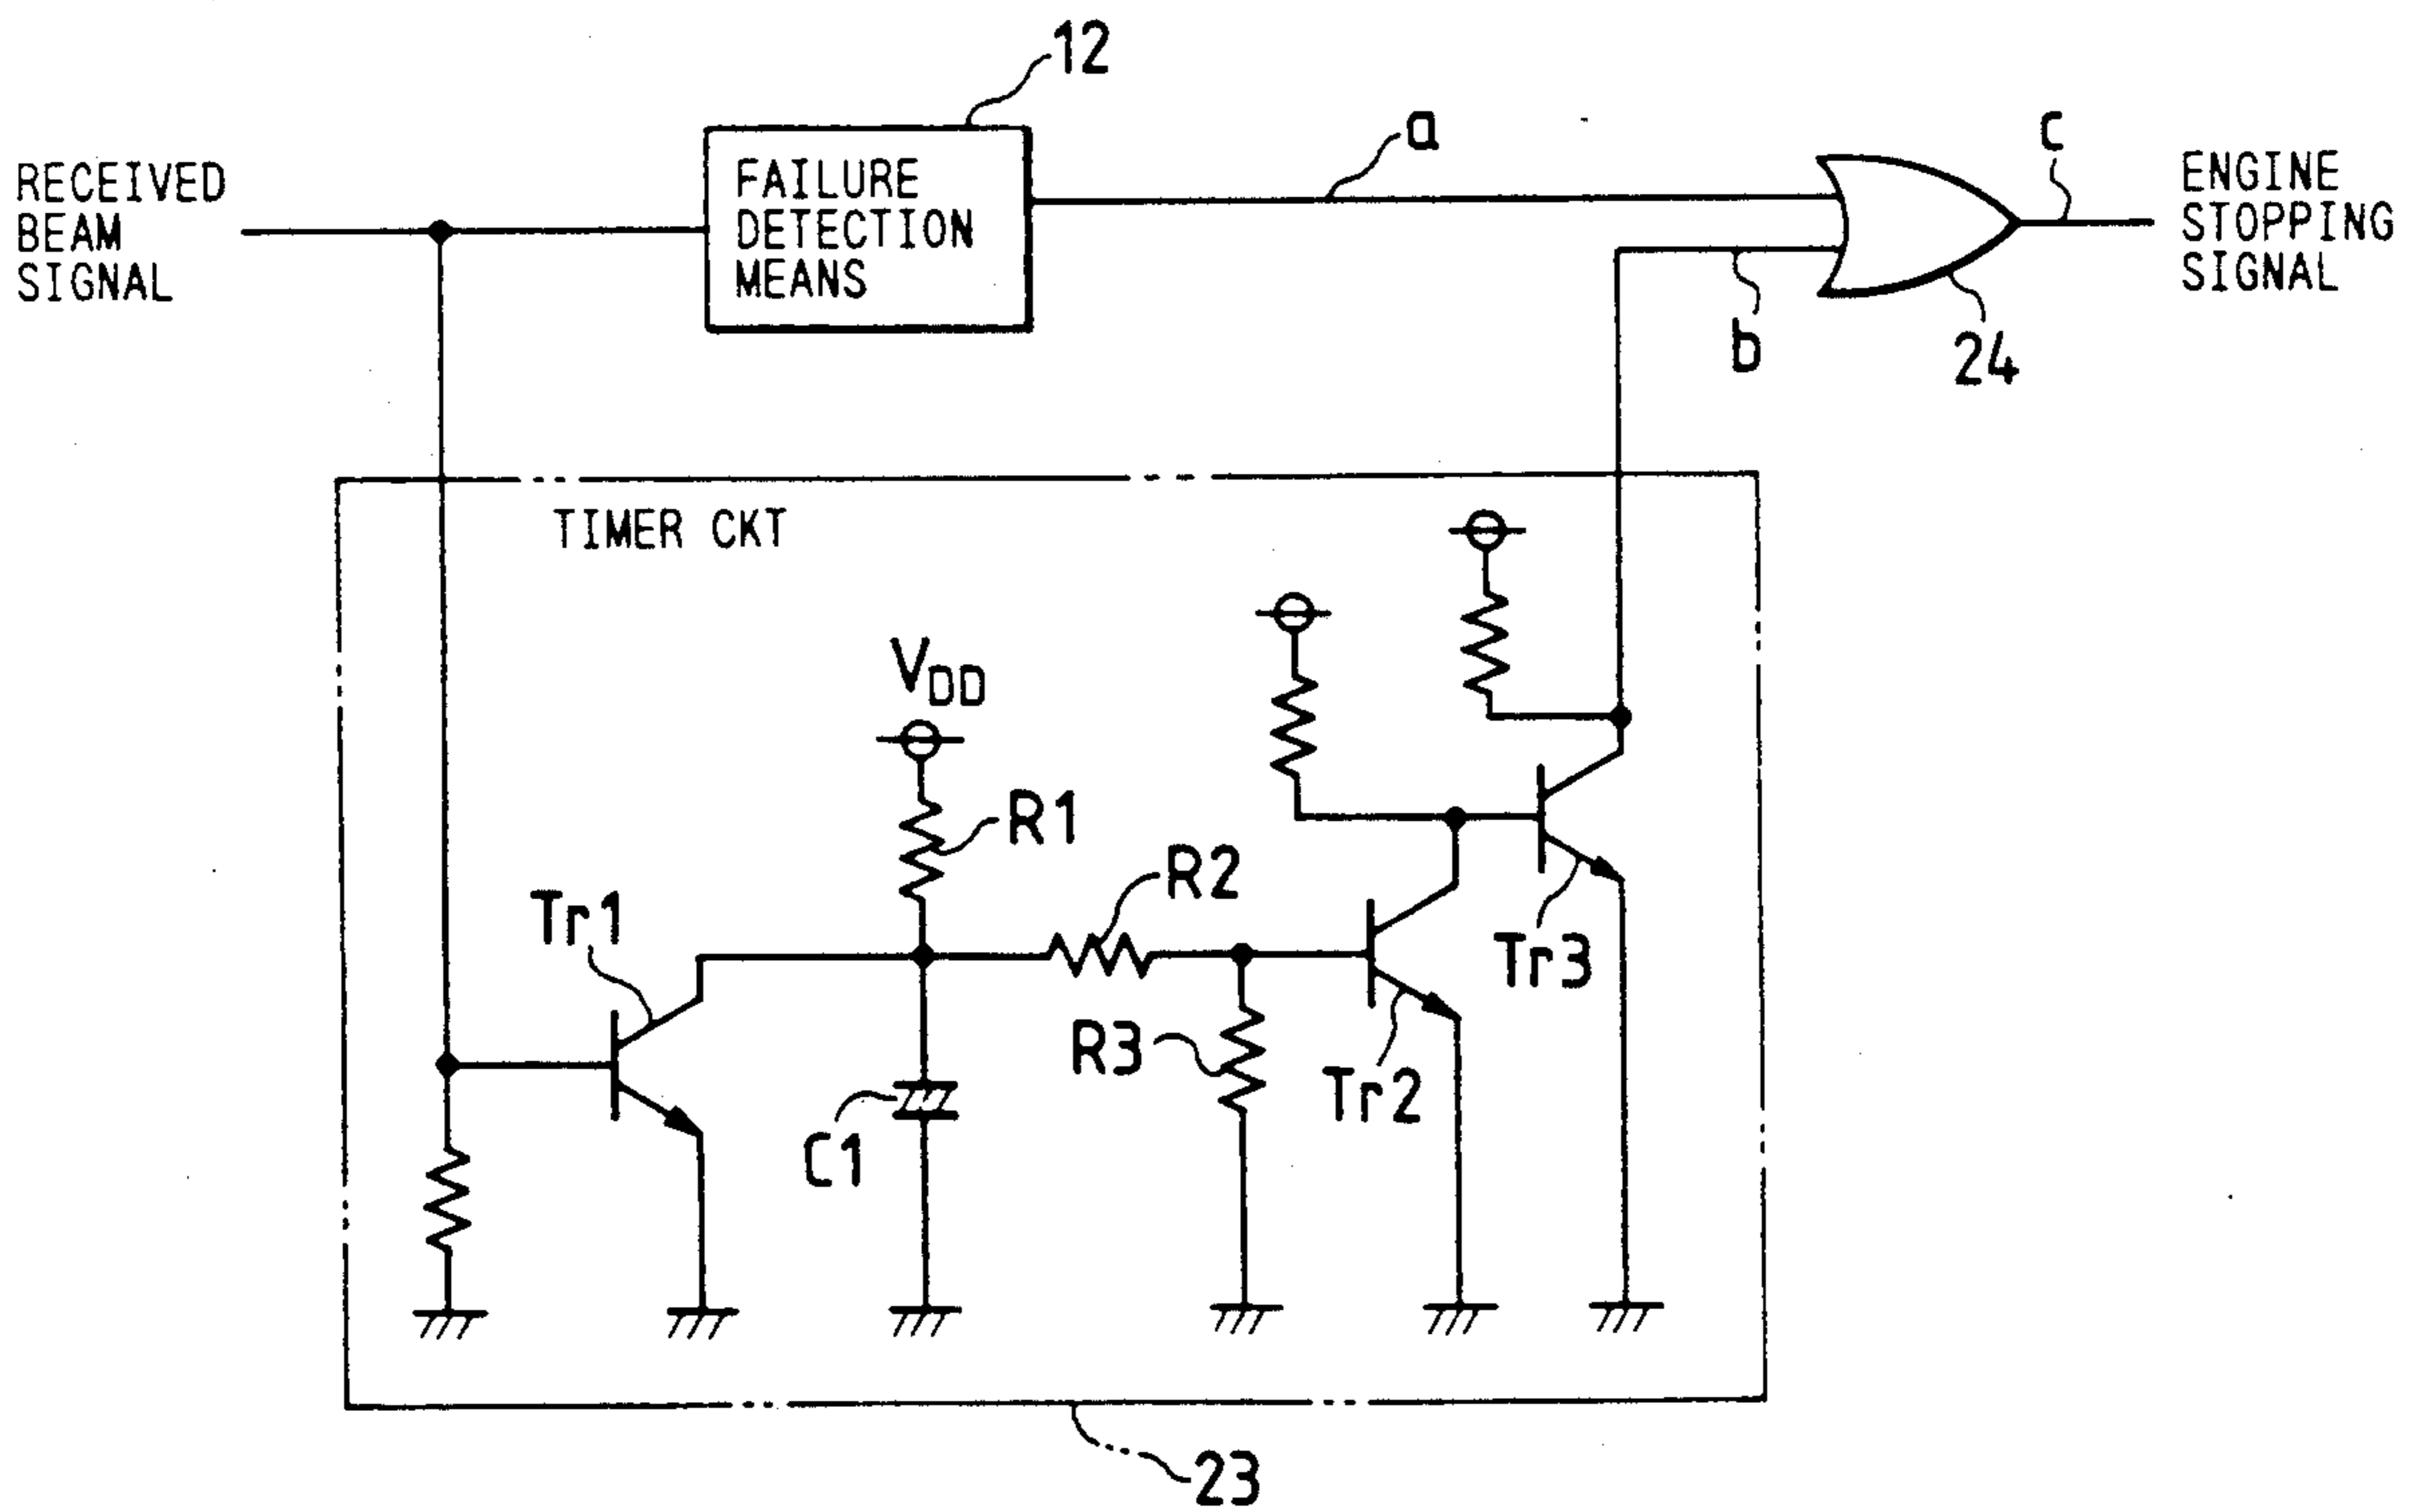 12
RECEIVED
BEAM
SIGNAL
FAILURE
DETECTION
MEANS
a
b
c
24
ENGINE
STOPPING
SIGNAL
TIMER CKT
VDD
R1
R2
R3
Tr1
Tr2
Tr3
C1
23